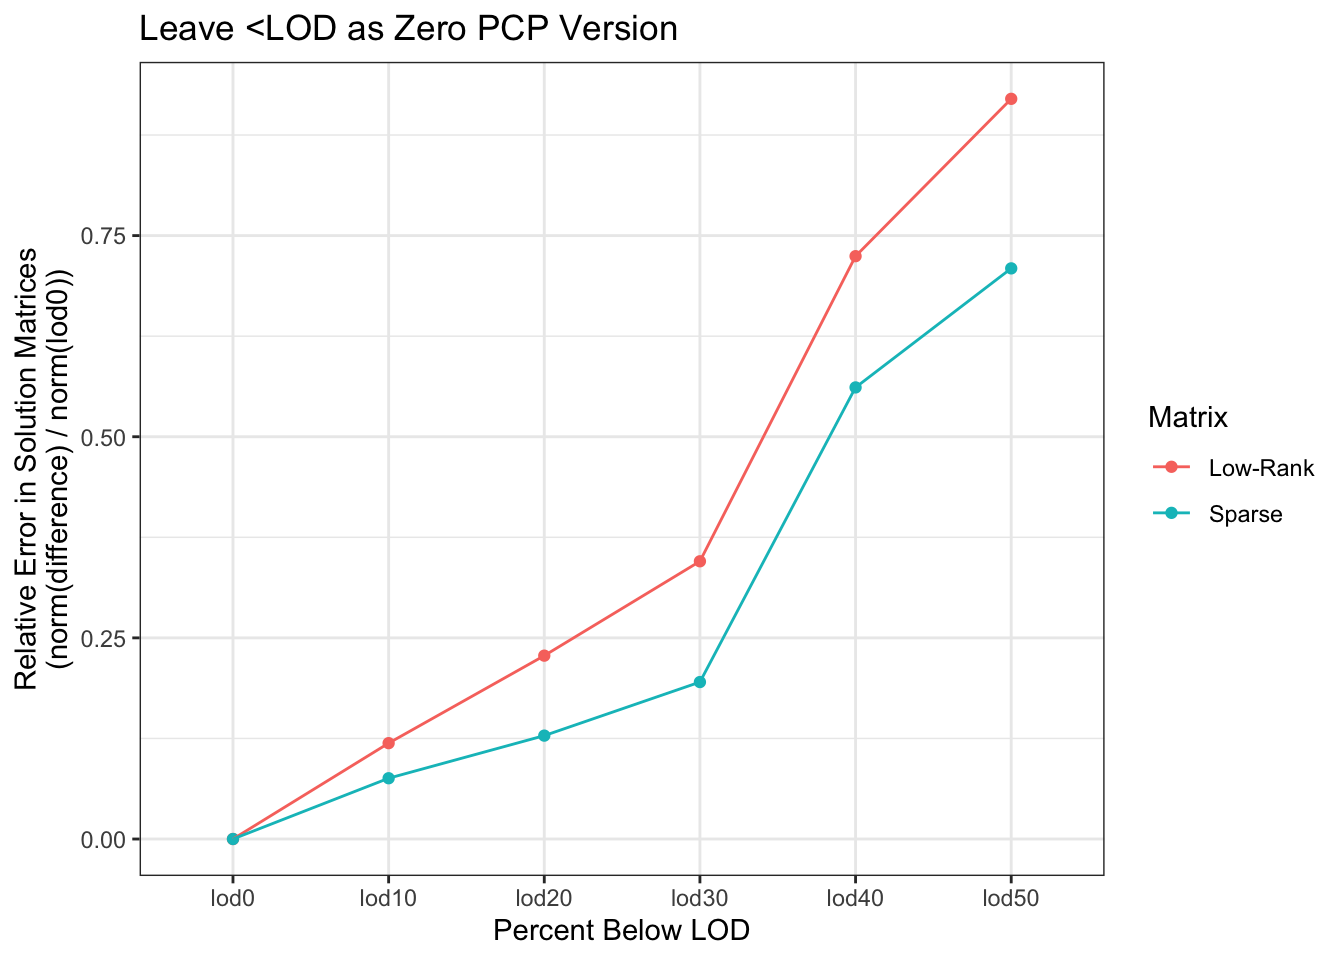 Leave <LOD as Zero PCP Version
Relative Error in Solution Matrices
(norm(difference) / norm(lod0))
0.75
0.50
0.25
0.00
lod0
lod10
lod20
lod30
lod40
lod50
Percent Below LOD
Matrix
Low-Rank
Sparse